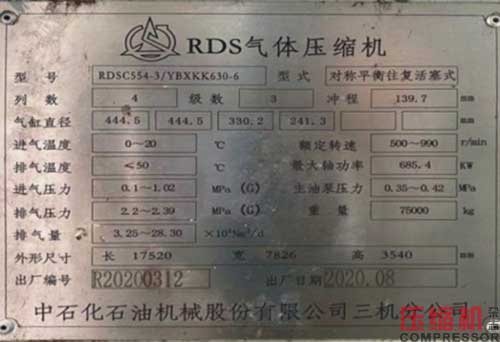 RDS气体压缩机
型号 RDSC554-3/YBXKK630-6 型式 对称平衡往复活塞式
列数 4 级数 3 冲程 139.7 mm
气缸直径 444.5 444.5 330.2 241.3 mm
进气温度 0~20 ℃ 额定转速 500~990 r/min
排气温度 ≤50 ℃ 最大轴功率 685.4 KW
进气压力 0.1~1.02 MPa (G) 主油泵压力 0.35~0.42 MPa (G)
排气压力 2.2~2.39 MPa (G) 重量 75000 kg
排气量 3.25~28.30 ×10⁴Nm³/d
外形尺寸 长 17520 宽 7826 高 3540 mm
出厂编号 R20200312 出厂日期 2020.08
中石化石油机械股份有限公司三机分公司
压缩机 杂志
COMPRESSOR